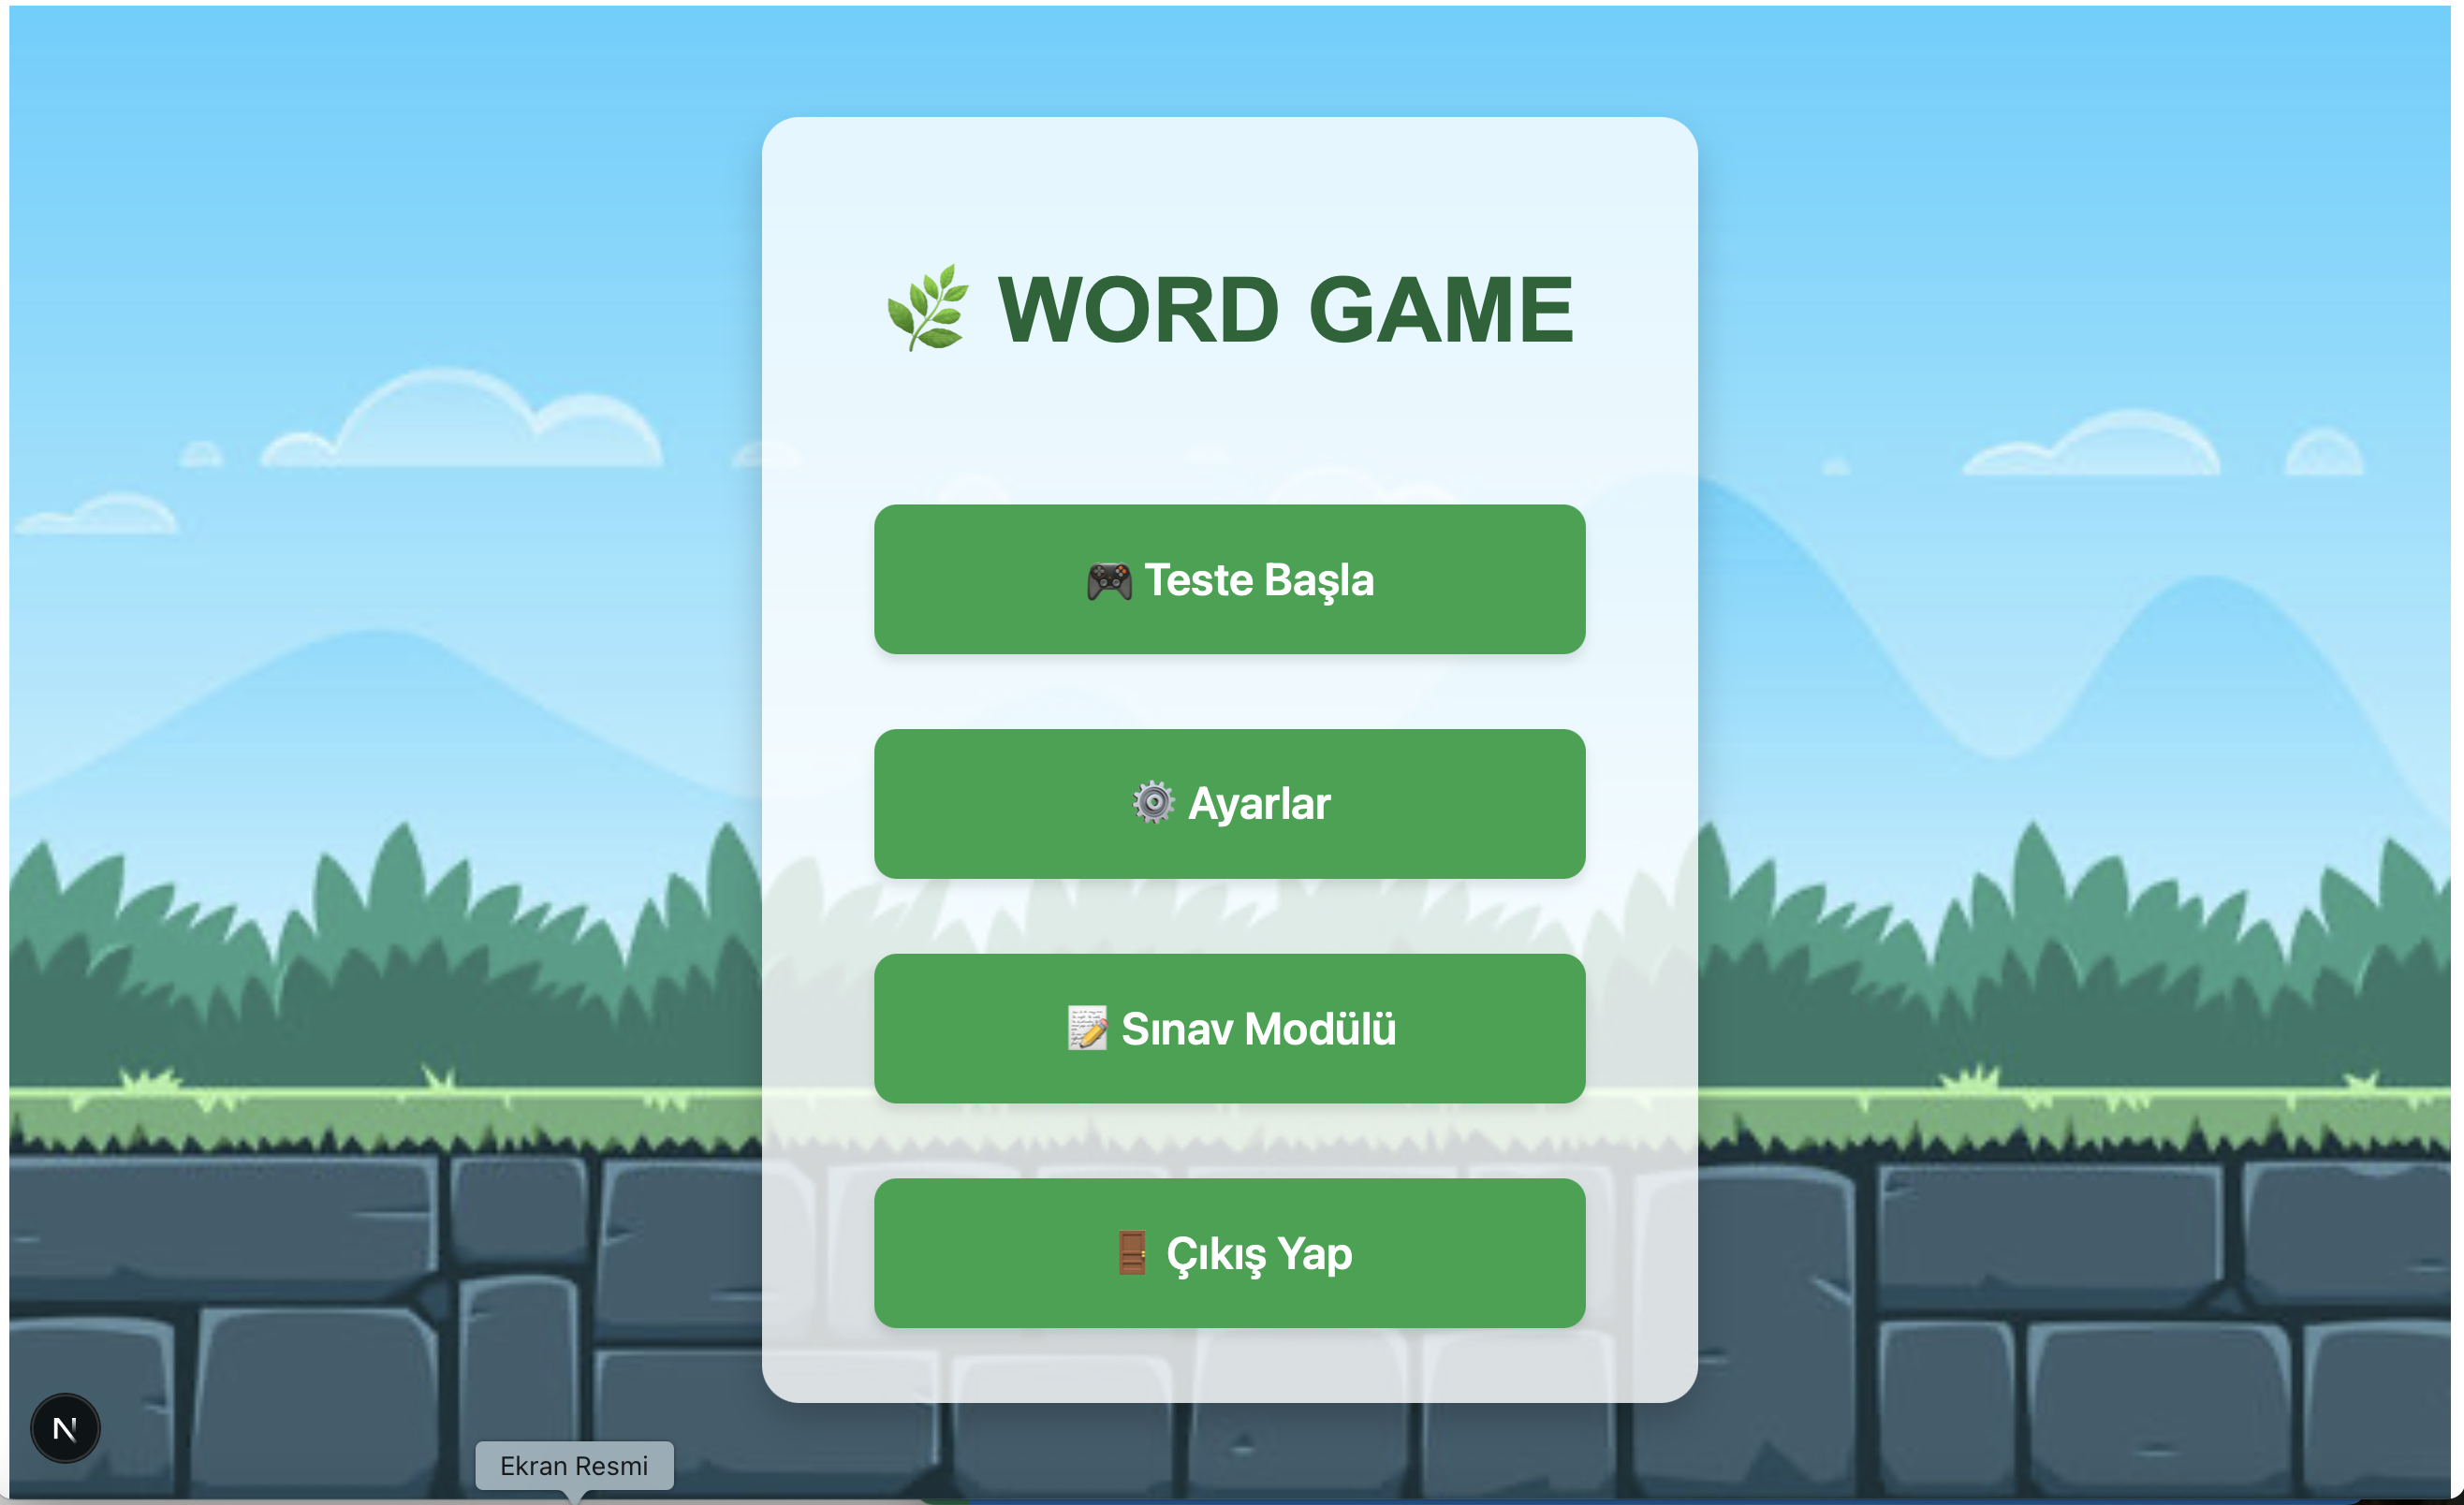 🌿 WORD GAME
🎮 Teste Başla
⚙️ Ayarlar
📝 Sınav Modülü
🚪 Çıkış Yap
N
Ekran Resmi